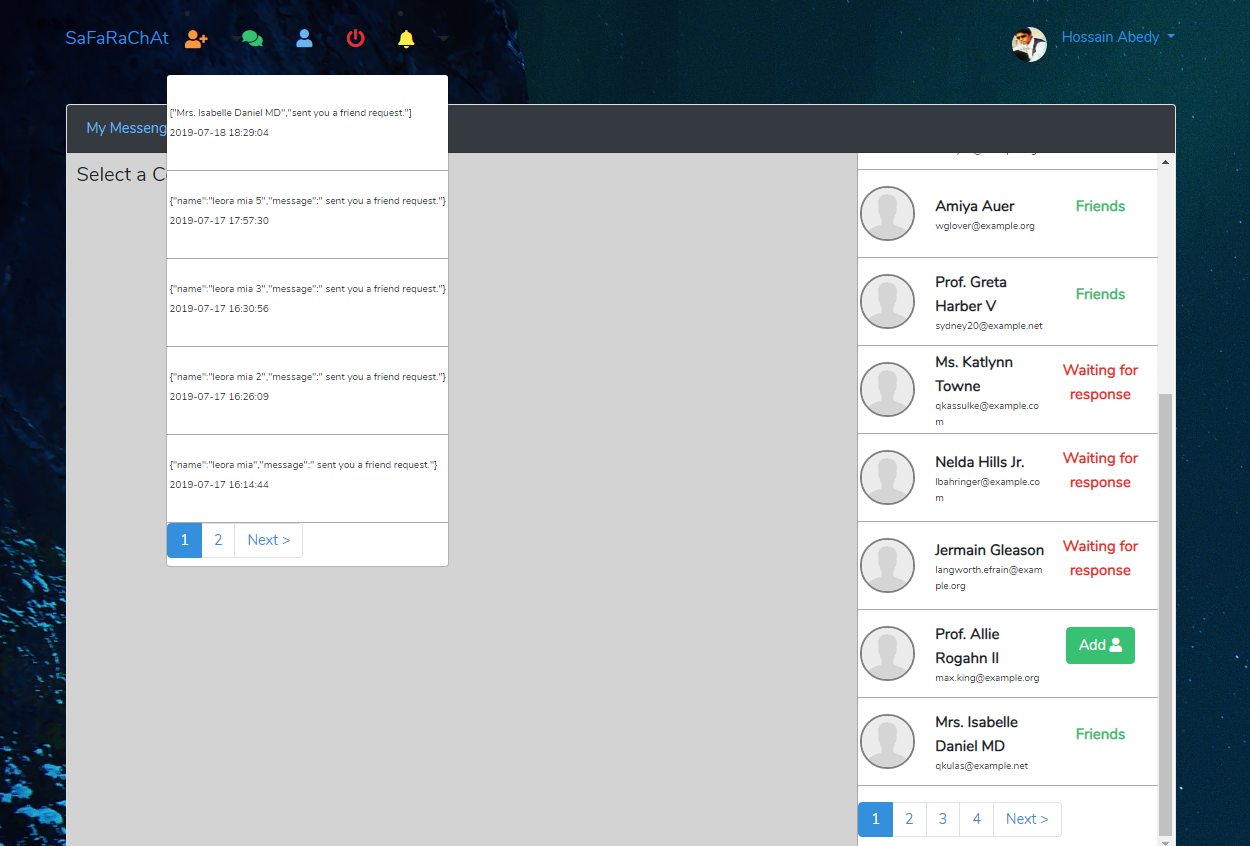 SaFaRaChAt
Hossain Abedy
My Messeng
Select a C
["Mrs. Isabelle Daniel MD","sent you a friend request."]
2019-07-18 18:29:04
{"name":"leora mia 5","message":" sent you a friend request."}
2019-07-17 17:57:30
{"name":"leora mia 3","message":" sent you a friend request."}
2019-07-17 16:30:56
{"name":"leora mia 2","message":" sent you a friend request."}
2019-07-17 16:26:09
{"name":"leora mia","message":" sent you a friend request."}
2019-07-17 16:14:44
1 2 Next >
Amiya Auer
wglover@example.org
Friends
Prof. Greta
Harber V
sydney20@example.net
Friends
Ms. Katlynn
Towne
qkassulke@example.co
m
Waiting for
response
Nelda Hills Jr.
lbahringer@example.co
m
Waiting for
response
Jermain Gleason
langworth.efrain@exam
ple.org
Waiting for
response
Prof. Allie
Rogahn II
max.king@example.org
Add
Mrs. Isabelle
Daniel MD
qkulas@example.net
Friends
1 2 3 4 Next >